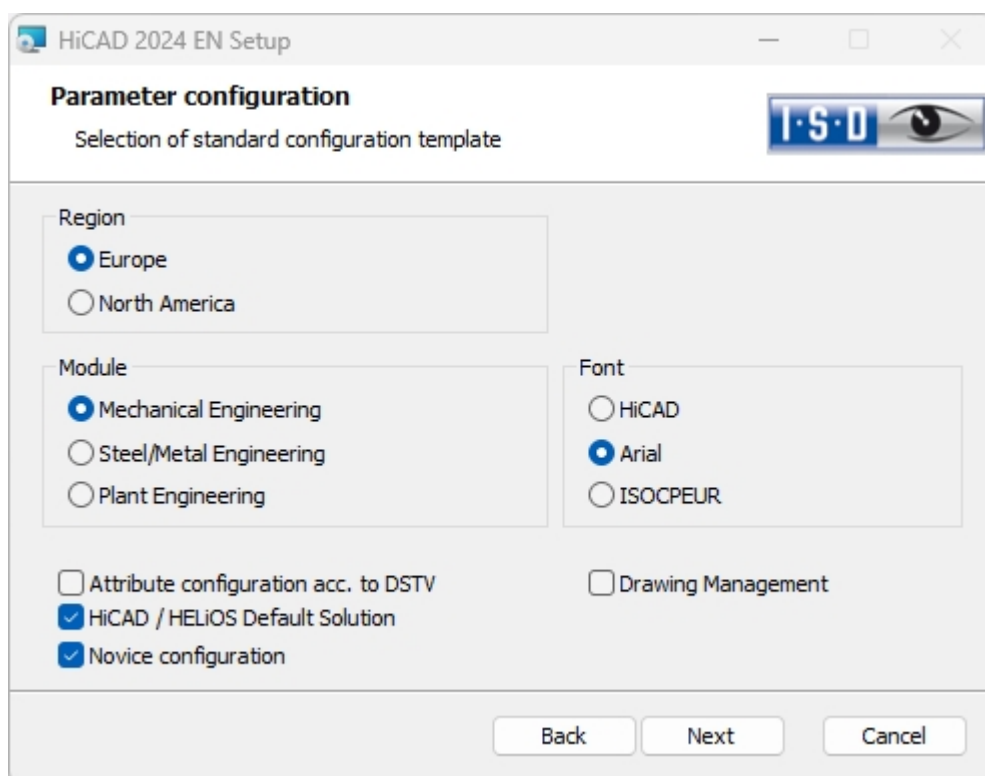 HiCAD 2024 EN Setup
Parameter configuration
Selection of standard configuration template
I·S·D
Region
Europe
North America
Module
Mechanical Engineering
Steel/Metal Engineering
Plant Engineering
Font
HiCAD
Arial
ISOCPEUR
Attribute configuration acc. to DSTV
HiCAD / HELiOS Default Solution
Novice configuration
Drawing Management
Back
Next
Cancel